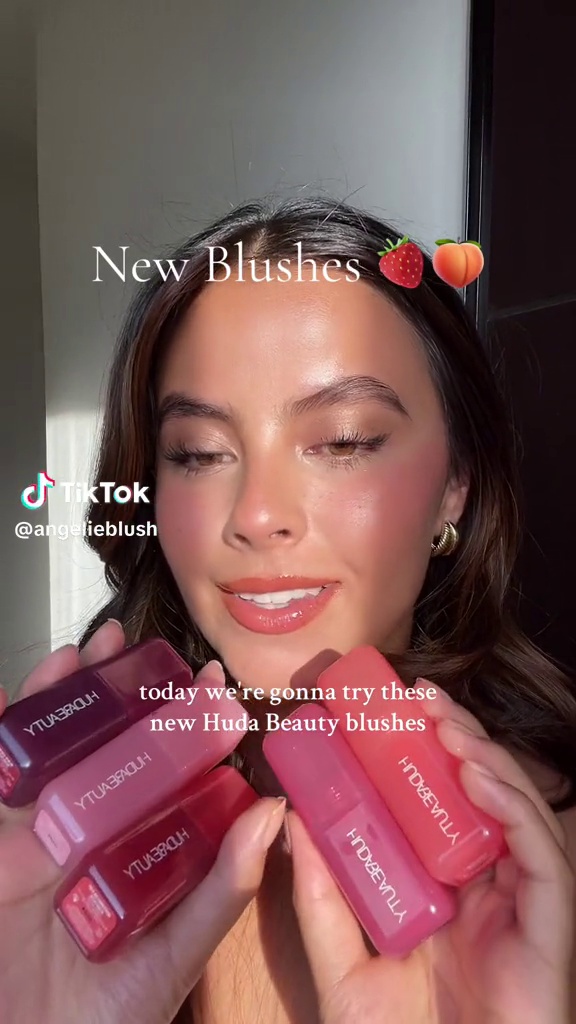 New Blushes 🍓🍑
TikTok
@angelieblush
today we're gonna try these
new Huda Beauty blushes
HUDABEAUTY
HUDABEAUTY
HUDABEAUTY
HUDABEAUTY
HUDABEAUTY